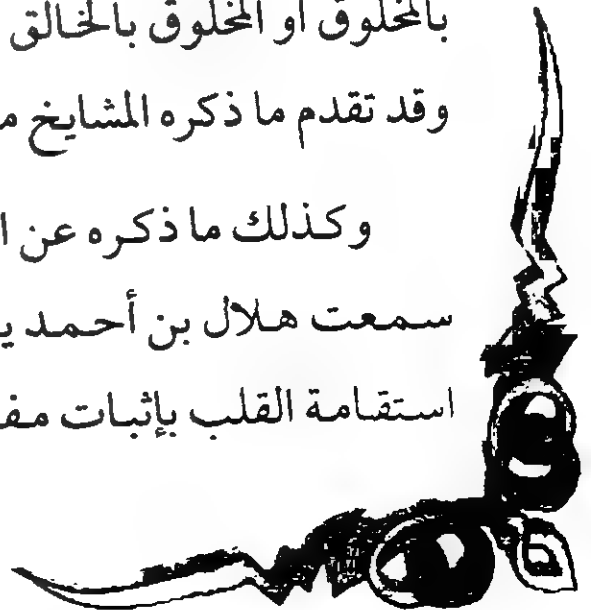 بالمخلوق أو المخلوق بالخالق
وقد تقدم ما ذكره المشايخ
وكذلك ما ذكره عن
سمعت هلال بن أحمد
استقامة القلب بإثبات